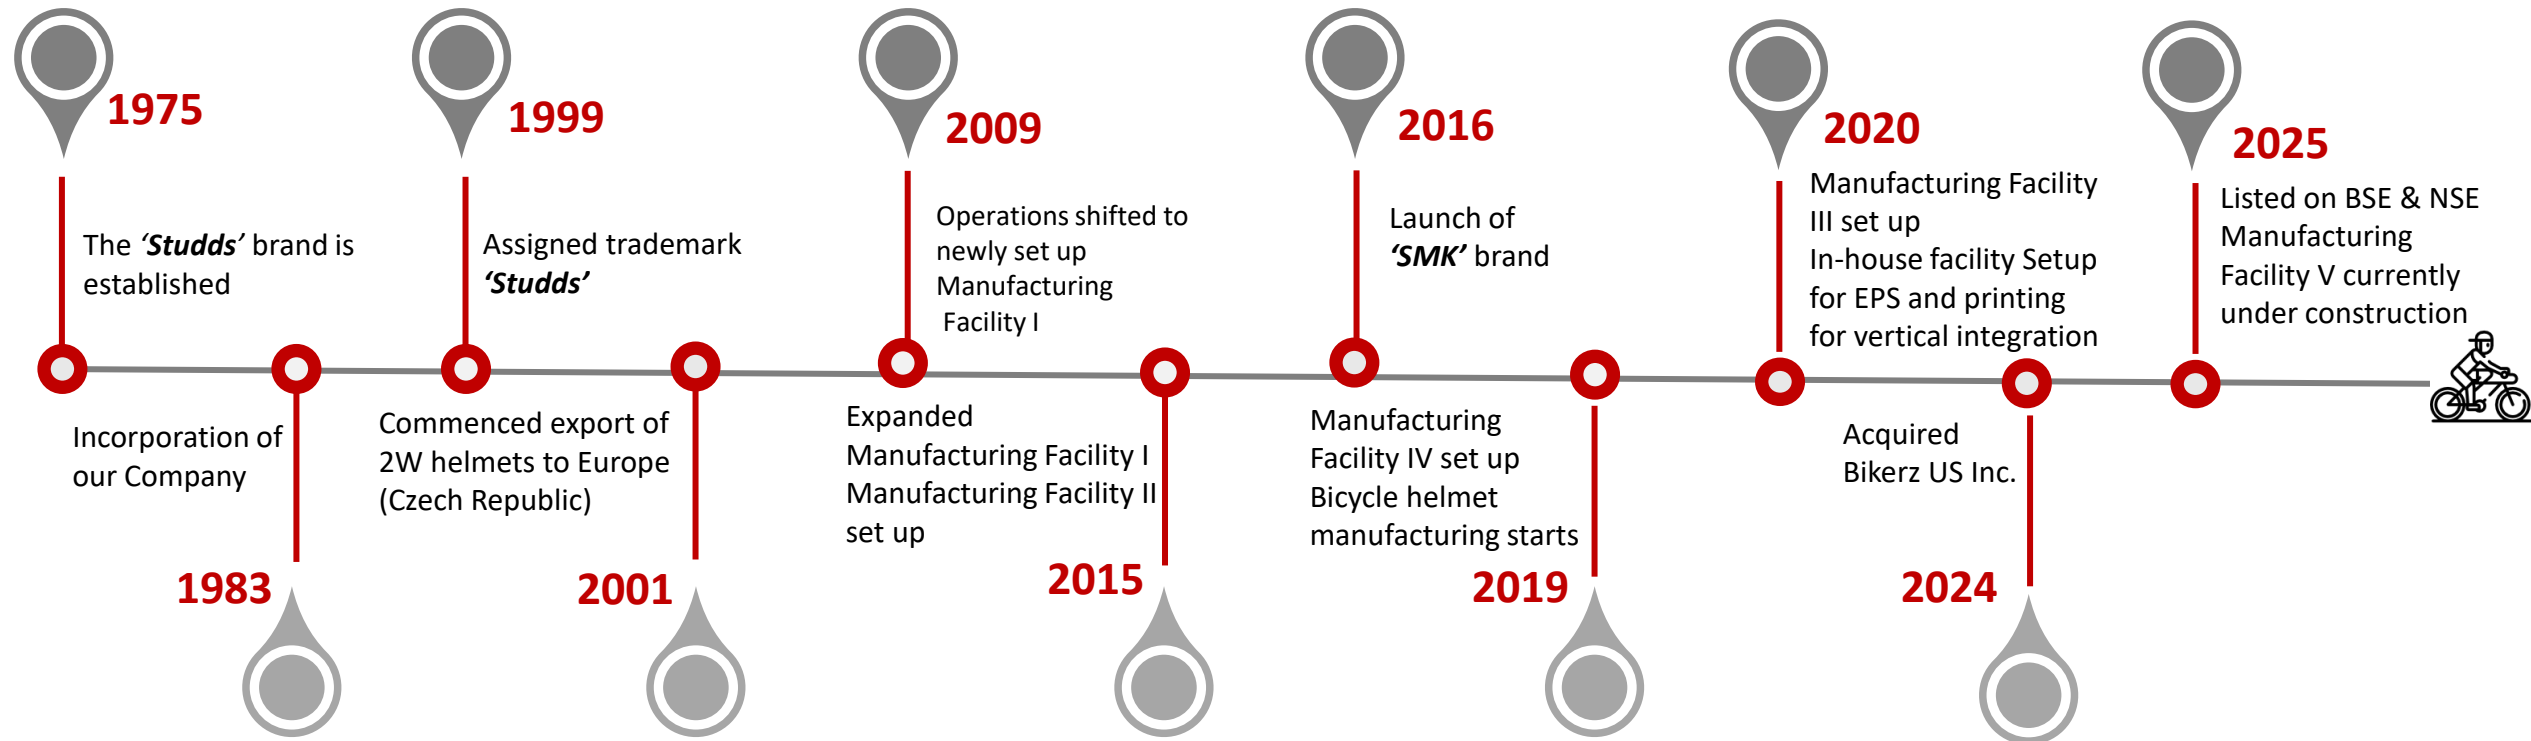 1975
The ‘Studds’ brand is
established
1983
Incorporation of
our Company
1999
Assigned trademark
‘Studds’
2001
Commenced export of
2W helmets to Europe
(Czech Republic)
2009
Operations shifted to
newly set up
Manufacturing
Facility I
2015
Expanded
Manufacturing Facility I
Manufacturing Facility II
set up
2016
Launch of
‘SMK’ brand
2019
Manufacturing
Facility IV set up
Bicycle helmet
manufacturing starts
2020
Manufacturing Facility
III set up
In-house facility Setup
for EPS and printing
for vertical integration
2024
Acquired
Bikerz US Inc.
2025
Listed on BSE & NSE
Manufacturing
Facility V currently
under construction